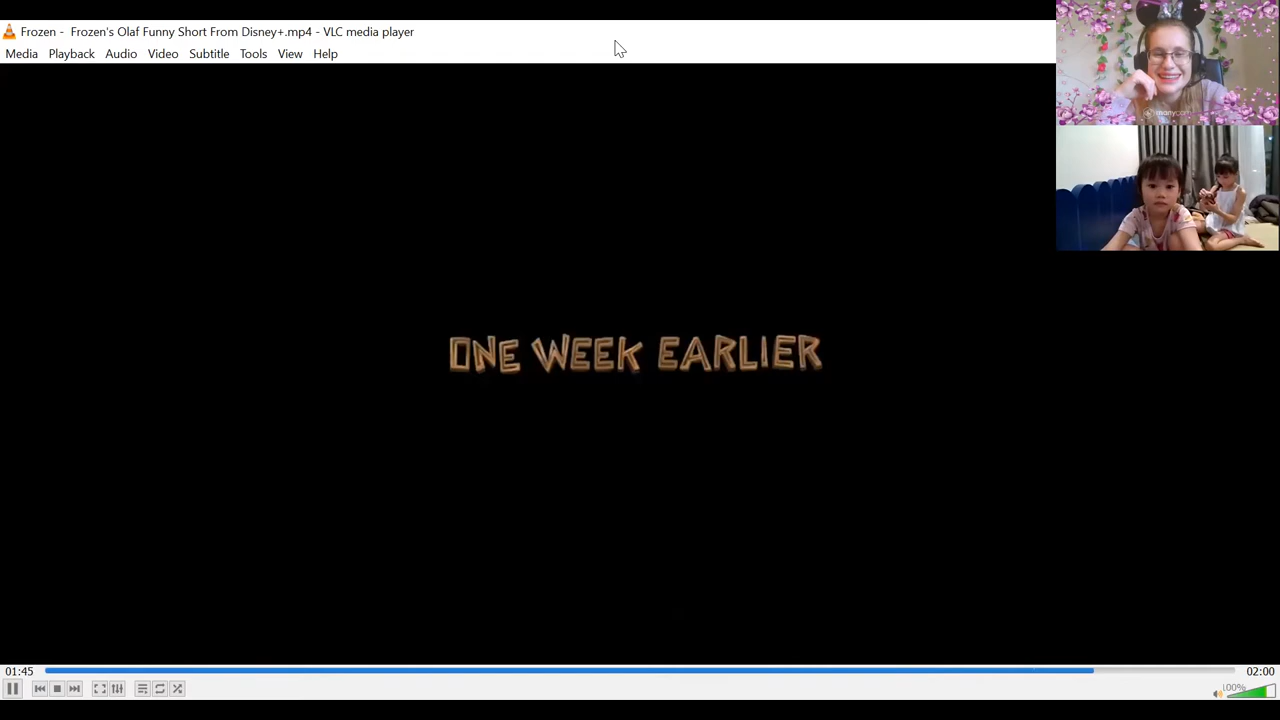 Frozen -  Frozen's Olaf Funny Short From Disney+.mp4 - VLC media player
Media Playback Audio Video Subtitle Tools View Help
manycam
ONE WEEK EARLIER
01:45
02:00
100%